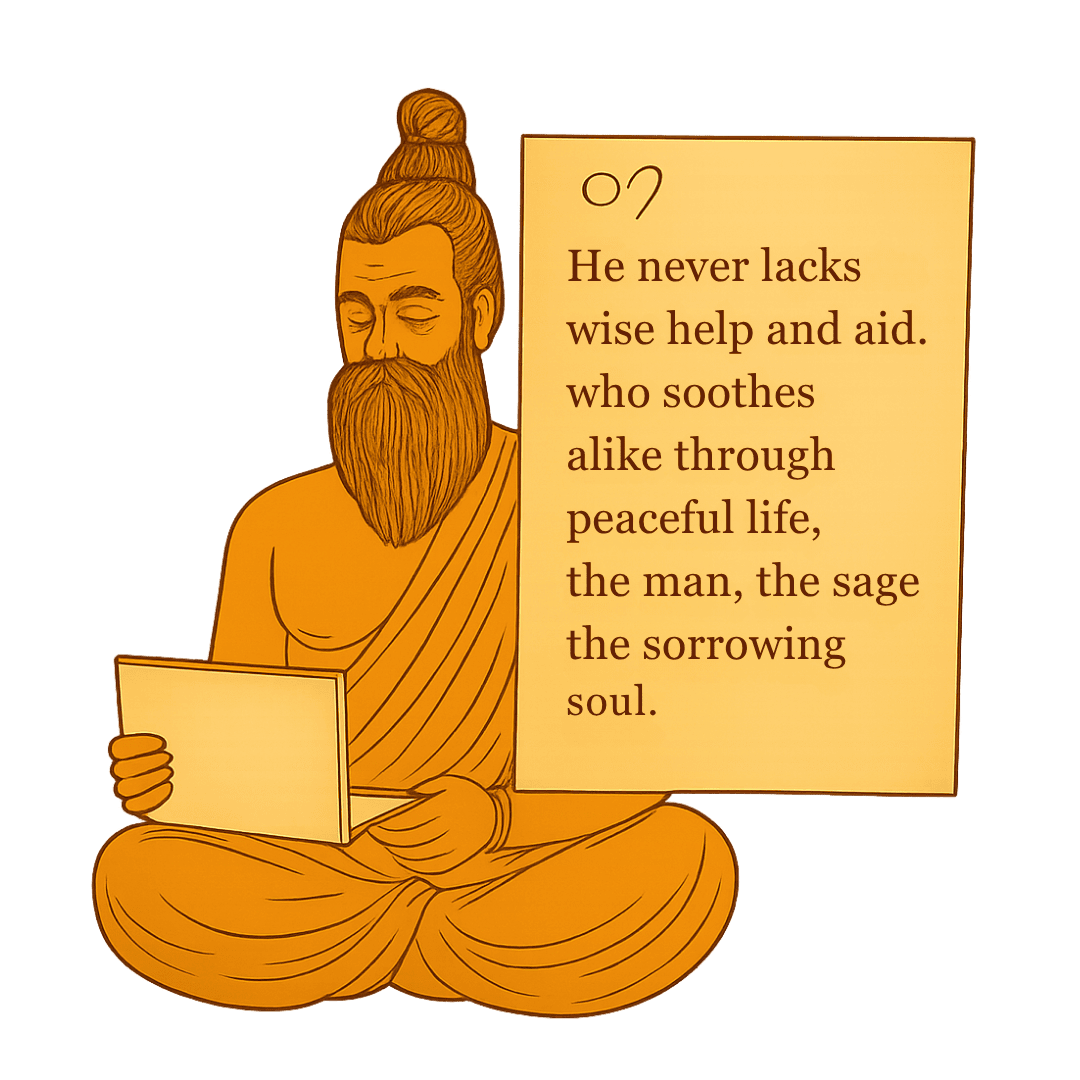 He never lacks
wise help and aid.
who soothes
alike through
peaceful life,
the man, the sage
the sorrowing
soul.